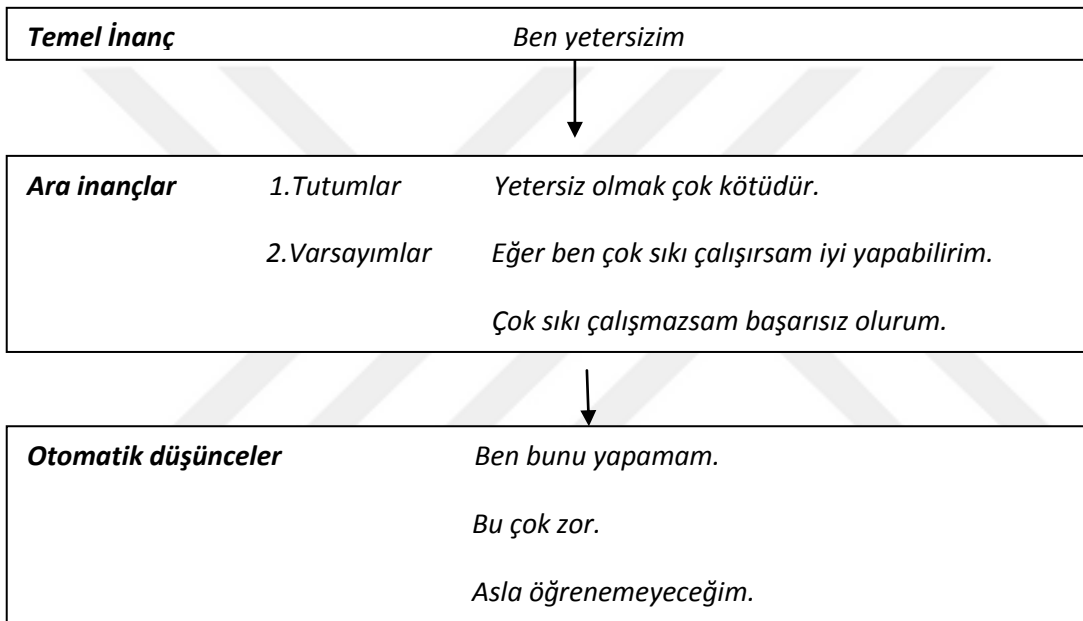 Temel İnanç Ben yetersizim
Ara inançlar 1.Tutumlar Yetersiz olmak çok kötüdür.
2.Varsayımlar Eğer ben çok sıkı çalışırsam iyi yapabilirim.
Çok sıkı çalışmazsam başarısız olurum.
Otomatik düşünceler Ben bunu yapamam.
Bu çok zor.
Asla öğrenemeyeceğim.